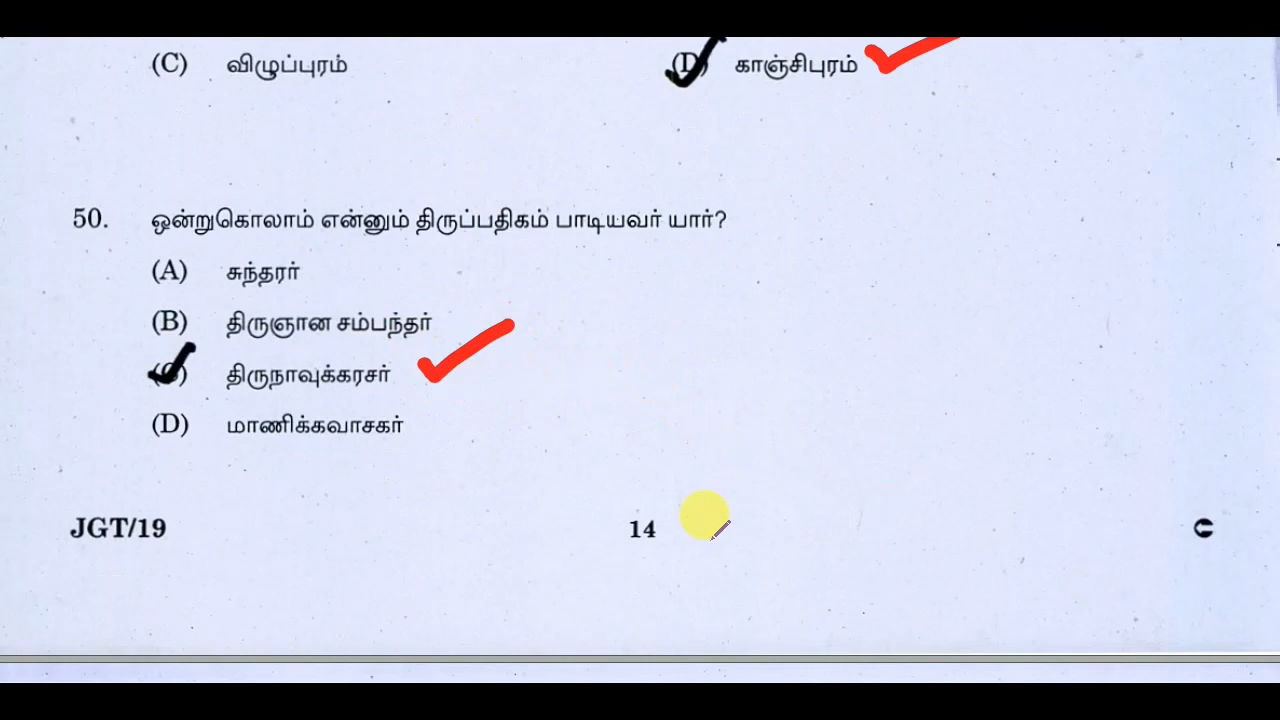 (C) விழுப்புரம் (D) காஞ்சிபுரம்
50. ஒன்றுகொலாம் என்னும் திருப்பதிகம் பாடியவர் யார்?
(A) சுந்தரர்
(B) திருஞான சம்பந்தர்
(C) திருநாவுக்கரசர்
(D) மாணிக்கவாசகர்
JGT/19 14